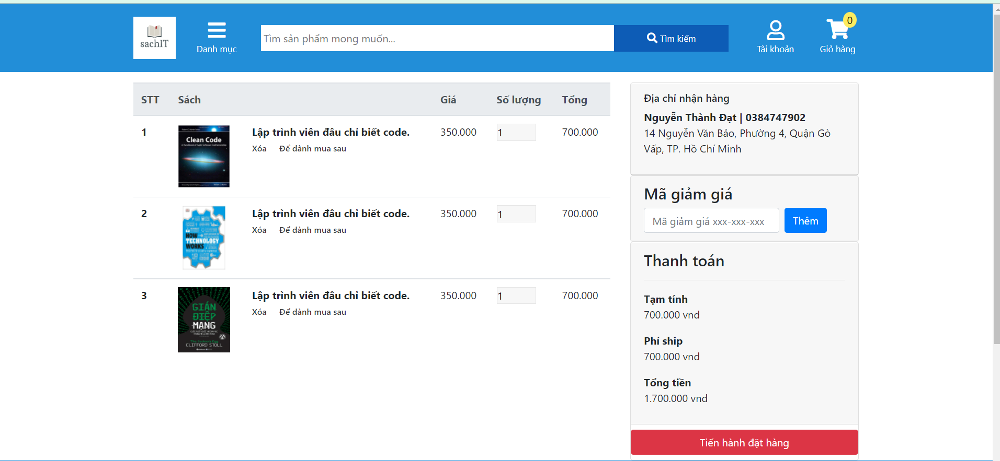 sachIT
Danh mục
Tìm sản phẩm mong muốn...
Tìm kiếm
Tài khoản
0
Giỏ hàng
STT Sách Giá Số lượng Tổng
1 Lập trình viên đâu chỉ biết code. 350.000 1 700.000
Xóa Để dành mua sau
Clean Code
2 Lập trình viên đâu chỉ biết code. 350.000 1 700.000
Xóa Để dành mua sau
HOW
TECHNOLOGY
WORKS
3 Lập trình viên đâu chỉ biết code. 350.000 1 700.000
Xóa Để dành mua sau
GIÁN
ĐIỆP
MẠNG
CLIFFORD STOLL
Địa chỉ nhận hàng
Nguyễn Thành Đạt | 0384747902
14 Nguyễn Văn Bảo, Phường 4, Quận Gò
Vấp, TP. Hồ Chí Minh
Mã giảm giá
Mã giảm giá xxx-xxx-xxx
Thêm
Thanh toán
Tạm tính
700.000 vnd
Phí ship
700.000 vnd
Tổng tiền
1.700.000 vnd
Tiến hành đặt hàng